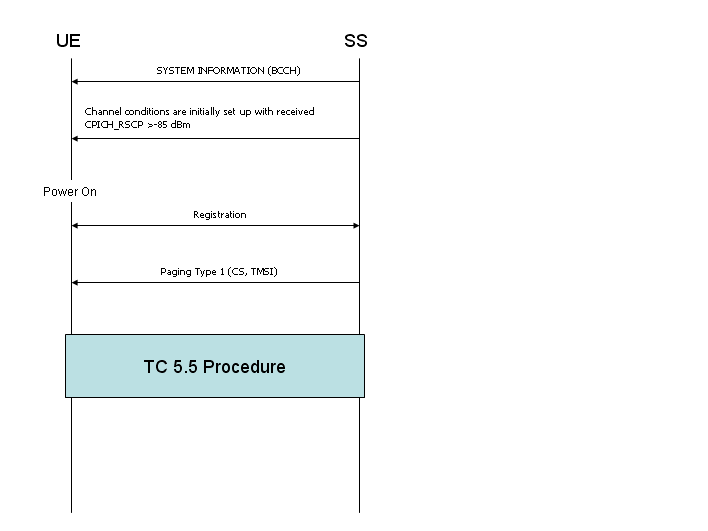 UE
SS
SYSTEM INFORMATION (BCCH)
Channel conditions are initially set up with received
CPICH_RSCP >-85 dBm
Power On
Registration
Paging Type 1 (CS, TMSI)
TC 5.5 Procedure